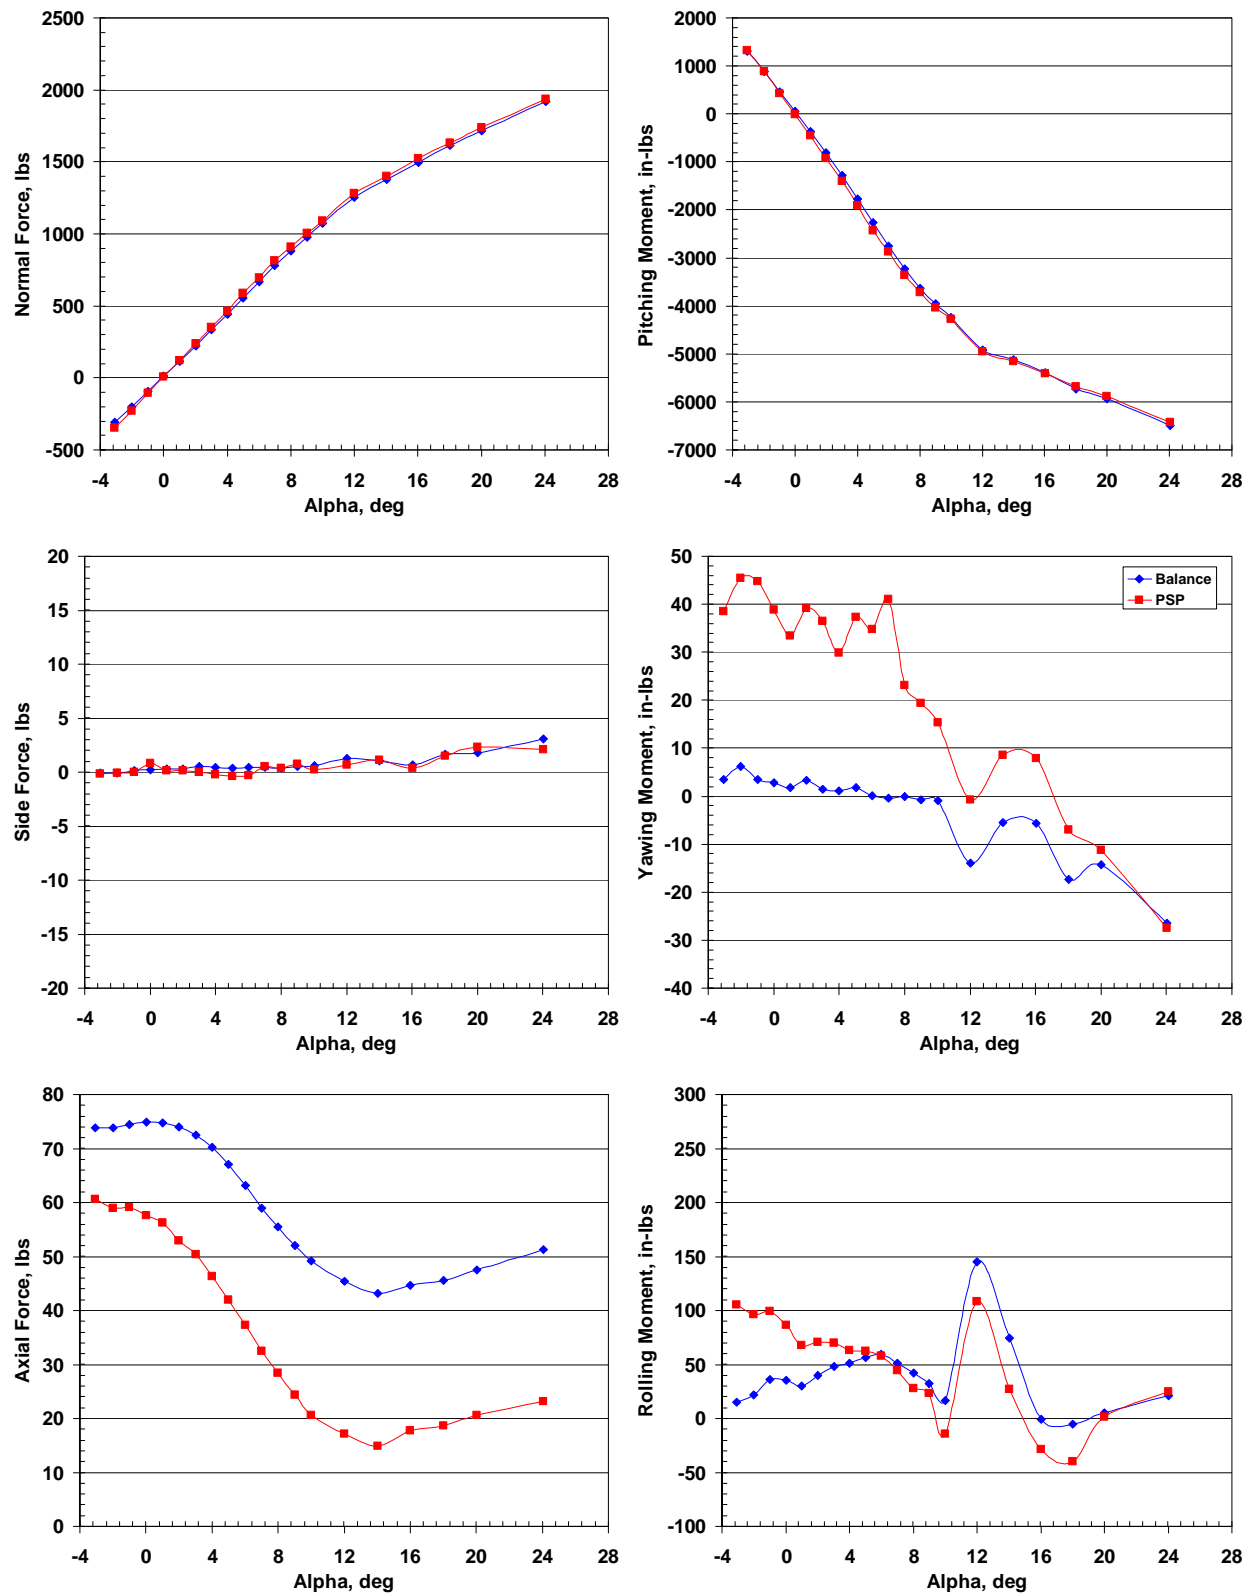 2500
2000
1500
1000
500
0
-500
-4 0 4 8 12 16 20 24 28
Normal Force, lbs
Alpha, deg
2000
1000
0
-1000
-2000
-3000
-4000
-5000
-6000
-7000
-4 0 4 8 12 16 20 24 28
Pitching Moment, in-lbs
Alpha, deg
20
15
10
5
0
-5
-10
-15
-20
-4 0 4 8 12 16 20 24 28
Side Force, lbs
Alpha, deg
50
40
30
20
10
0
-10
-20
-30
-40
-4 0 4 8 12 16 20 24 28
Yawing Moment, in-lbs
Alpha, deg
Balance
PSP
80
70
60
50
40
30
20
10
0
-4 0 4 8 12 16 20 24 28
Axial Force, lbs
Alpha, deg
300
250
200
150
100
50
0
-50
-100
-4 0 4 8 12 16 20 24 28
Rolling Moment, in-lbs
Alpha, deg